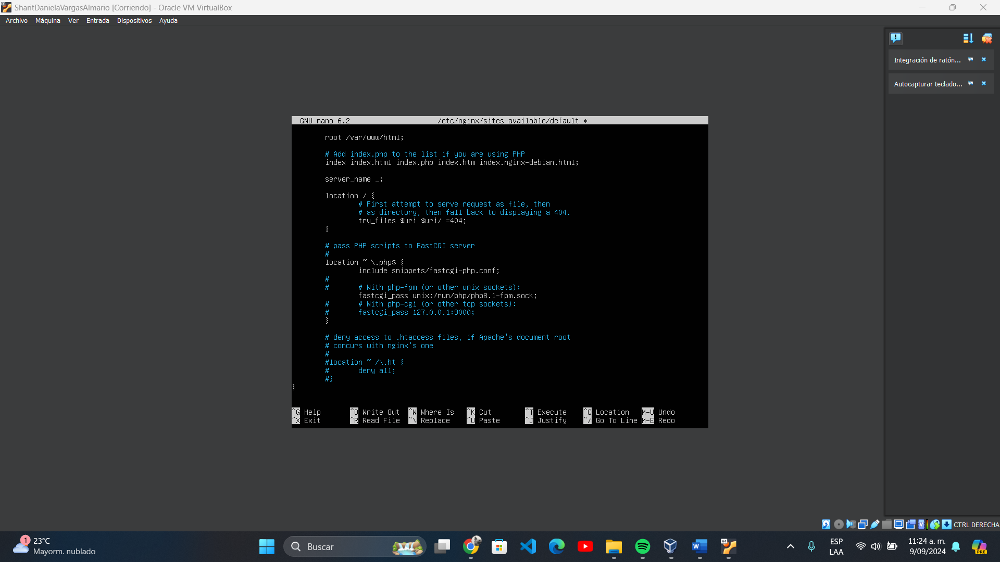 SharitDanielaVargasAlmario [Corriendo] - Oracle VM VirtualBox
Archivo Máquina Ver Entrada Dispositivos Ayuda
Integración de ratón...
Autocapturar teclado...
GNU nano 6.2 /etc/nginx/sites-available/default *
root /var/www/html;
# Add index.php to the list if you are using PHP
index index.html index.php index.htm index.nginx-debian.html;
server_name _;
location / {
# First attempt to serve request as file, then
# as directory, then fall back to displaying a 404.
try_files $uri $uri/ =404;
}
# pass PHP scripts to FastCGI server
#
location ~ \.php$ {
include snippets/fastcgi-php.conf;
#
# # With php-fpm (or other unix sockets):
fastcgi_pass unix:/run/php/php8.1-fpm.sock;
# # With php-cgi (or other tcp sockets):
# fastcgi_pass 127.0.0.1:9000;
}
# deny access to .htaccess files, if Apache's document root
# concurs with nginx's one
#
#location ~ /\.ht {
# deny all;
#}
}
^G Help ^O Write Out ^W Where Is ^K Cut ^T Execute ^C Location M-U Undo
^X Exit ^R Read File ^\ Replace ^U Paste ^J Justify ^/ Go To Line M-E Redo
CTRL DERECHA
1
23°C
Mayorm. nublado
Buscar
ESP
LAA
11:24 a. m.
9/09/2024
PRE